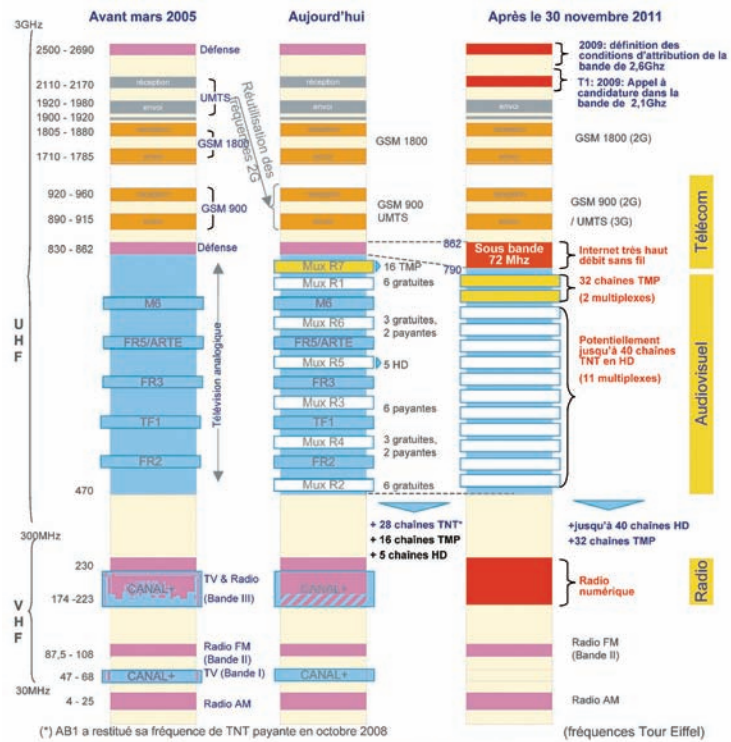 Avant mars 2005
Aujourd'hui
Après le 30 novembre 2011
3GHz
2500 - 2690
Défense
2009: définition des
conditions d'attribution de la
bande de 2,6Ghz
2110 - 2170
réception
réception
T1: 2009: Appel à
candidature dans la
bande de 2,1Ghz
UMTS
1920 - 1980
envoi
envoi
envoi
1900 - 1920
1805 - 1880
GSM 1800
GSM 1800
GSM 1800 (2G)
1710 - 1785
Réutilisation des
fréquences 2G
920 - 960
GSM 900
GSM 900
UMTS
GSM 900 (2G)
/ UMTS (3G)
890 - 915
Télécom
830 - 862
Défense
862
790
Sous bande
72 Mhz
Internet très haut
débit sans fil
UHF
Télévision analogique
M6
FR5/ARTE
FR3
TF1
FR2
Mux R7
16 TMP
Mux R1
6 gratuites
M6
Mux R6
3 gratuites,
2 payantes
FR5/ARTE
Mux R5
5 HD
FR3
Mux R3
6 payantes
TF1
Mux R4
3 gratuites,
2 payantes
FR2
Mux R2
6 gratuites
32 chaînes TMP
(2 multiplexes)
Potentiellement
jusqu'à 40 chaînes
TNT en HD
(11 multiplexes)
Audiovisuel
470
+ 28 chaînes TNT*
+ 16 chaînes TMP
+ 5 chaînes HD
+jusqu'à 40 chaînes HD
+32 chaînes TMP
300MHz
VHF
230
174 -223
CANAL+
TV & Radio
(Bande III)
CANAL+
Radio
numérique
Radio
87,5 - 108
Radio FM
(Bande II)
Radio FM
(Bande II)
47 - 68
CANAL+
TV (Bande I)
CANAL+
30MHz
4 - 25
Radio AM
Radio AM
(*) AB1 a restitué sa fréquence de TNT payante en octobre 2008
(fréquences Tour Eiffel)